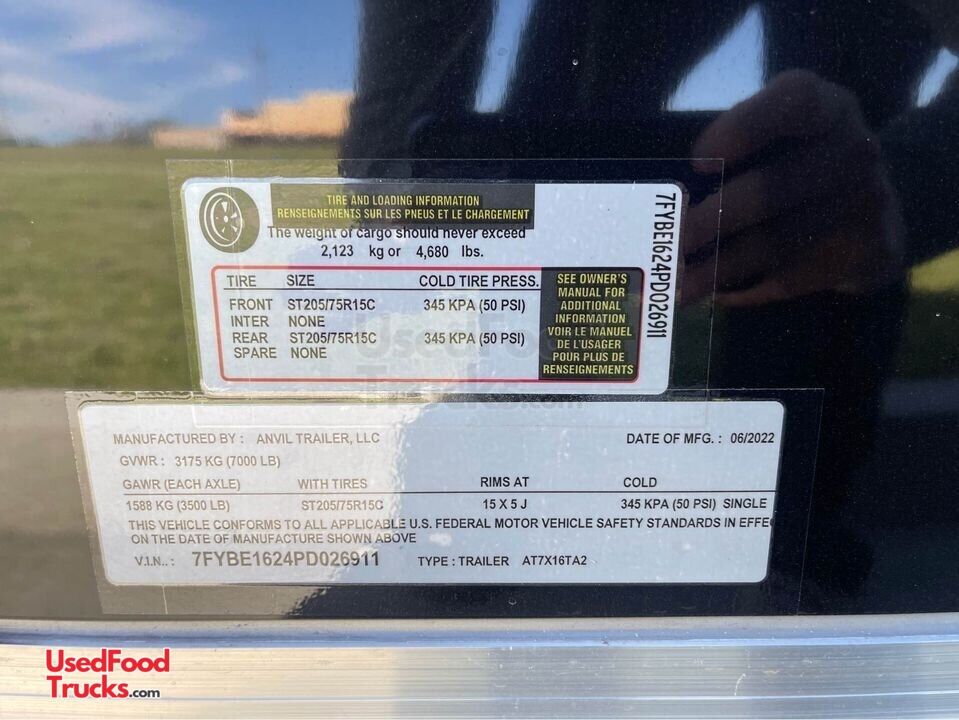 TIRE AND LOADING INFORMATION
RENSEIGNEMENTS SUR LES PNEUS ET LE CHARGEMENT
The weight of cargo should never exceed
2,123 kg or 4,680 lbs.
TIRE SIZE COLD TIRE PRESS.
FRONT ST205/75R15C 345 KPA (50 PSI)
INTER NONE
REAR ST205/75R15C 345 KPA (50 PSI)
SPARE NONE
SEE OWNER'S
MANUAL FOR
ADDITIONAL
INFORMATION
VOIR LE MANUEL
DE L'USAGER
POUR PLUS DE
RENSEIGNEMENTS
7FYBE1624PD026911
UsedFood
Trucks.com
MANUFACTURED BY : ANVIL TRAILER, LLC DATE OF MFG. : 06/2022
GVWR : 3175 KG (7000 LB)
GAWR (EACH AXLE) WITH TIRES RIMS AT COLD
1588 KG (3500 LB) ST205/75R15C 15 X 5 J 345 KPA (50 PSI) SINGLE
THIS VEHICLE CONFORMS TO ALL APPLICABLE U.S. FEDERAL MOTOR VEHICLE SAFETY STANDARDS IN EFFE
ON THE DATE OF MANUFACTURE SHOWN ABOVE
V.I.N.. : 7FYBE1624PD026911 TYPE : TRAILER AT7X16TA2
UsedFood
Trucks.com